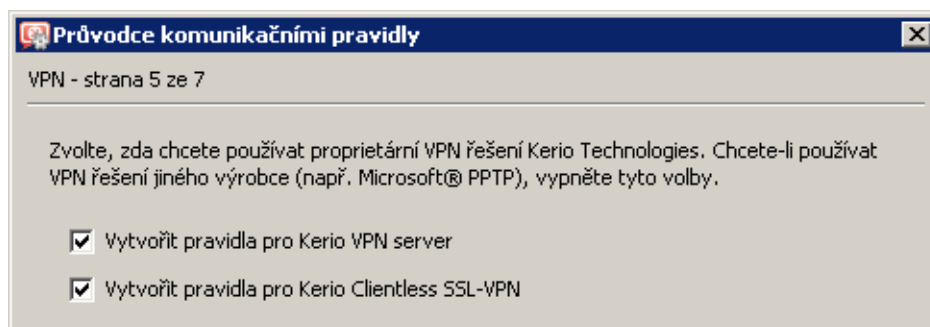 Průvodce komunikačními pravidly
VPN - strana 5 ze 7
Zvolte, zda chcete používat proprietární VPN řešení Kerio Technologies. Chcete-li používat
VPN řešení jiného výrobce (např. Microsoft® PPTP), vypněte tyto volby.
Vytvořit pravidla pro Kerio VPN server
Vytvořit pravidla pro Kerio Clientless SSL-VPN